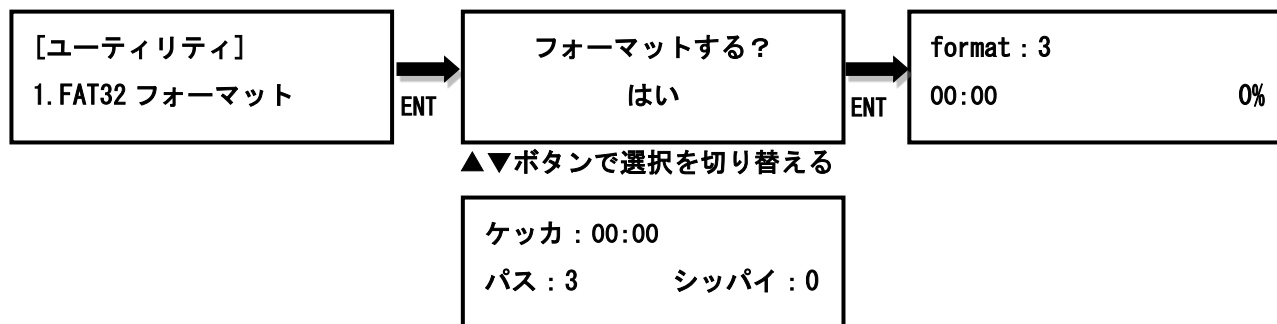 [ユーティリティ]
1.FAT32 フォーマット
ENT
フォーマットする？
はい
ENT
format：3
00:00 0%
▲▼ボタンで選択を切り替える
ケッカ：00:00
パス：3 シッパイ：0